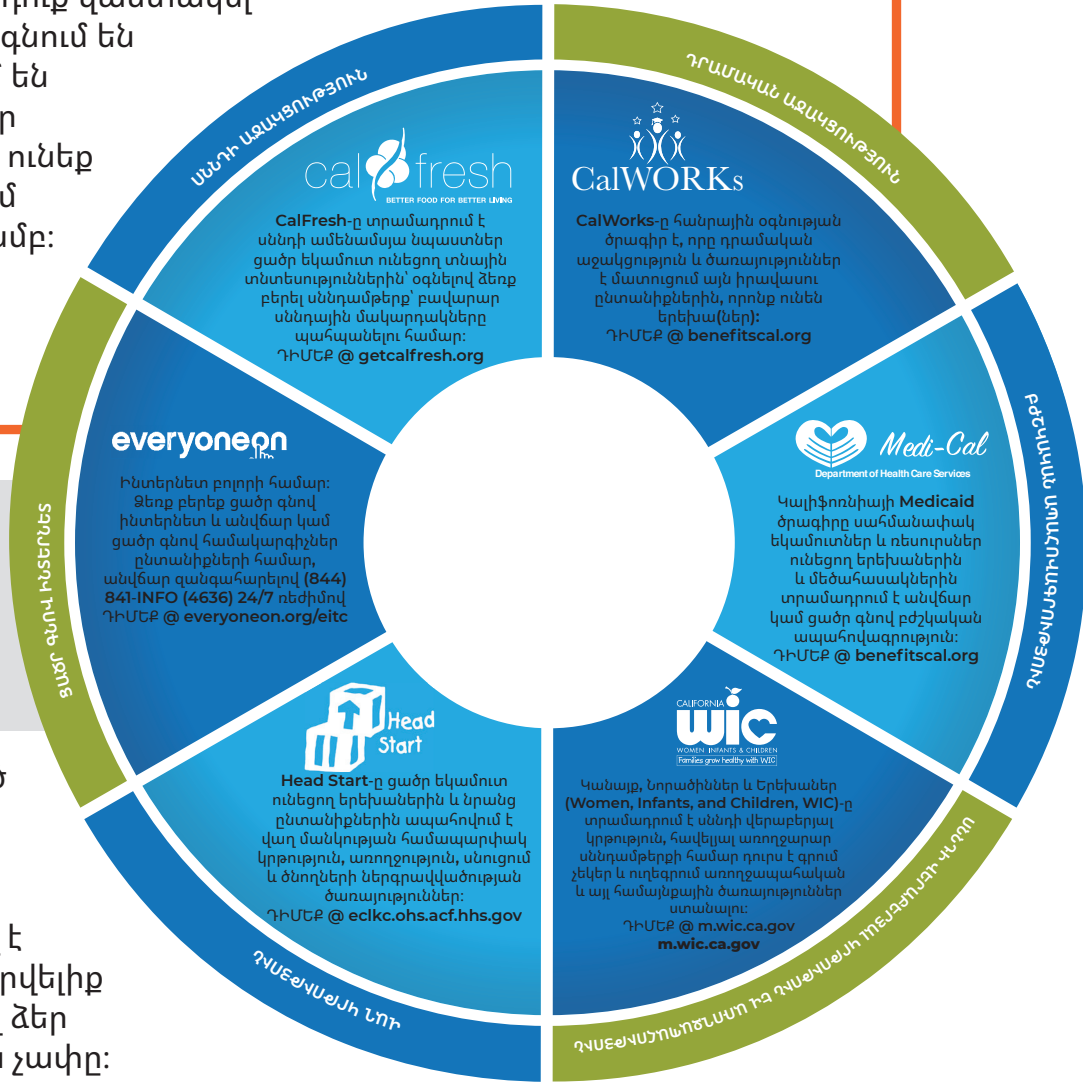 գնում են
են
ունեք
ՍՆՆԴԻ ԱՋԱԿՑՈՒԹՅՈՒՆ
cal fresh
BETTER FOOD FOR BETTER LIVING
CalFresh-ը տրամադրում է
սննդի ամենամսյա նպաստներ
ցածր եկամուտ ունեցող տնային
տնտեսություններին՝ օգնելով ձեռք
բերել սննդամթերք՝ բավարար
սննդային մակարդակները
պահպանելու համար։
ԴԻՄԵՔ @ getcalfresh.org
ԴՐԱՄԱԿԱՆ ԱՋԱԿՑՈՒԹՅՈՒՆ
CalWORKs
CalWorks-ը հանրային օգնության
ծրագիր է, որը դրամական
աջակցություն և ծառայություններ
է մատուցում այն իրավասու
ընտանիքներին, որոնք ունեն
երեխա(ներ):
ԴԻՄԵՔ @ benefitscal.org
Medi-Cal
Department of Health Care Services
Կալիֆոռնիայի Medicaid
ծրագիրը սահմանափակ
եկամուտներ և ռեսուրսներ
ունեցող երեխաներին
և մեծահասակներին
տրամադրում է անվճար
կամ ցածր գնով բժշկական
ապահովագրություն։
ԴԻՄԵՔ @ benefitscal.org
CALIFORNIA
WIC
WOMEN INFANTS & CHILDREN
Families grow healthy with WIC
Կանայք, Նորածիններ և Երեխաներ
(Women, Infants, and Children, WIC)-ը
տրամադրում է սննդի վերաբերյալ
կրթություն, հավելյալ առողջարար
սննդամթերքի համար դուրս է գրում
չեկեր և ուղեգրում առողջապահական
և այլ համայնքային ծառայություններ
ստանալու։
ԴԻՄԵՔ @ m.wic.ca.gov
m.wic.ca.gov
Head
Start
Head Start-ը ցածր եկամուտ
ունեցող երեխաներին և նրանց
ընտանիքներին ապահովում է
վաղ մանկության համապարփակ
կրթություն, առողջություն, սնուցում
և ծնողների ներգրավվածության
ծառայություններ։
ԴԻՄԵՔ @ eclkc.ohs.acf.hhs.gov
ՑԱԾՐ ԳՆՈՎ ԻՆՏԵՐՆԵՏ
everyoneon
Ինտերնետ բոլորի համար։
Ձեռք բերեք ցածր գնով
ինտերնետ և անվճար կամ
ցածր գնով համակարգիչներ
ընտանիքների համար,
անվճար զանգահարելով (844)
841-INFO (4636) 24/7 ռեժիմով
ԴԻՄԵՔ @ everyoneon.org/eitc
է
րվելիք
ձեր
չափը։